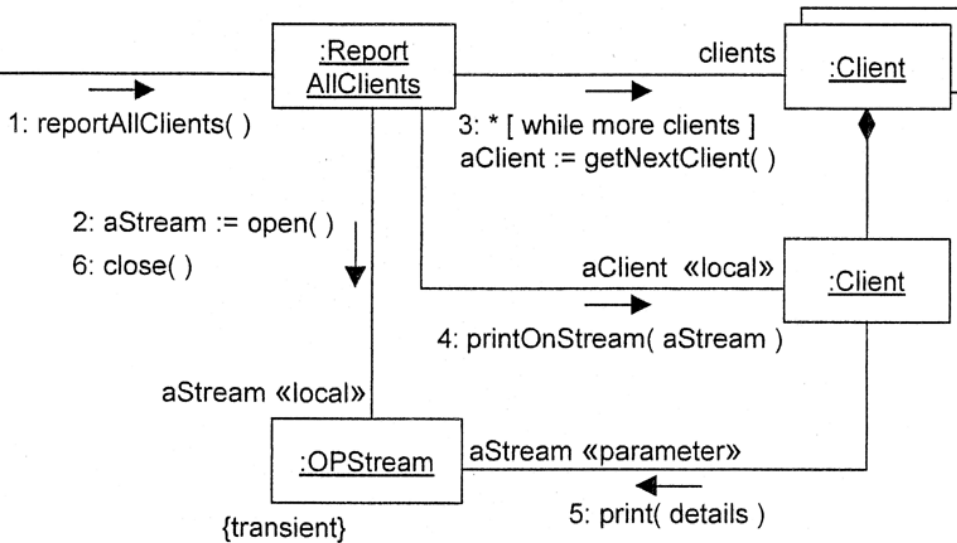 :Report
AllClients
clients
:Client
1: reportAllClients( )
3: * [ while more clients ]
aClient := getNextClient( )
2: aStream := open( )
6: close( )
aClient «local»
:Client
4: printOnStream( aStream )
aStream «local»
:OPStream
aStream «parameter»
{transient}
5: print( details )